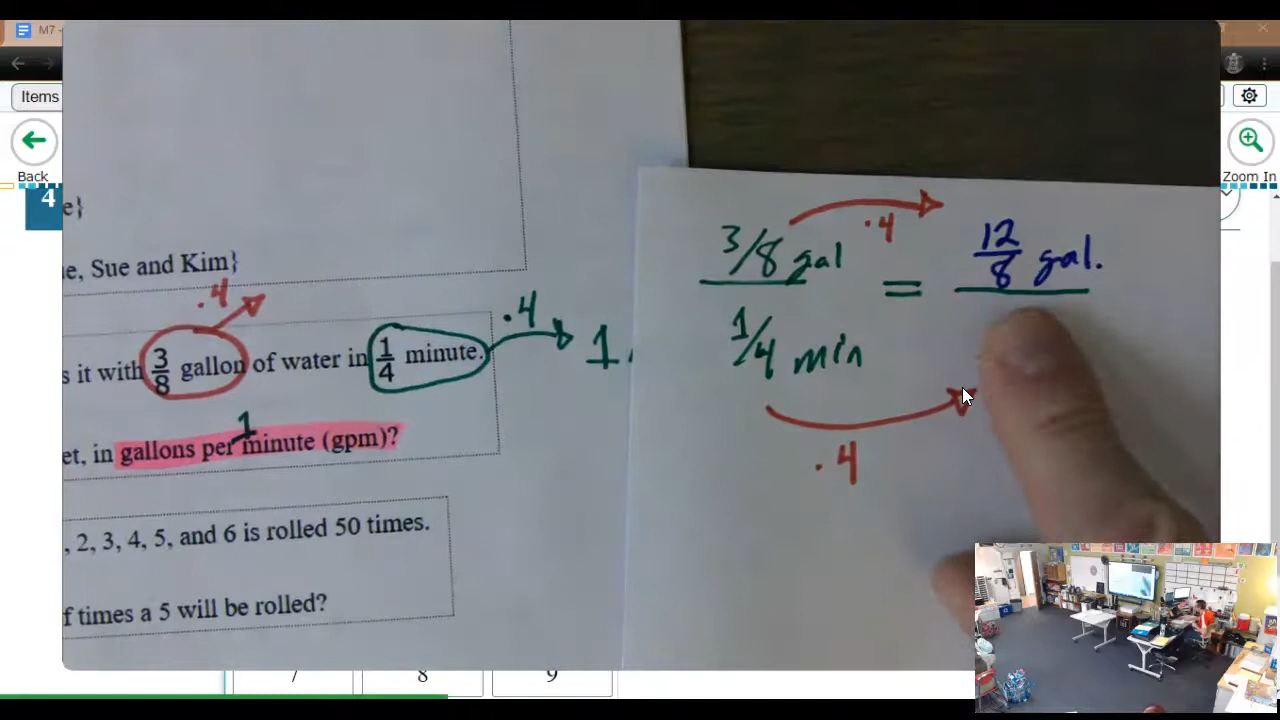 M7
Items
Back
Zoom In
4
e}
e, Sue and Kim}
.4
s it with 3/8 gallon of water in 1/4 minute.
.4
1
et, in gallons per minute (gpm)?
1
, 2, 3, 4, 5, and 6 is rolled 50 times.
f times a 5 will be rolled?
3/8 gal
1/4 min
=
12/8 gal.
.4
.4
7
8
9